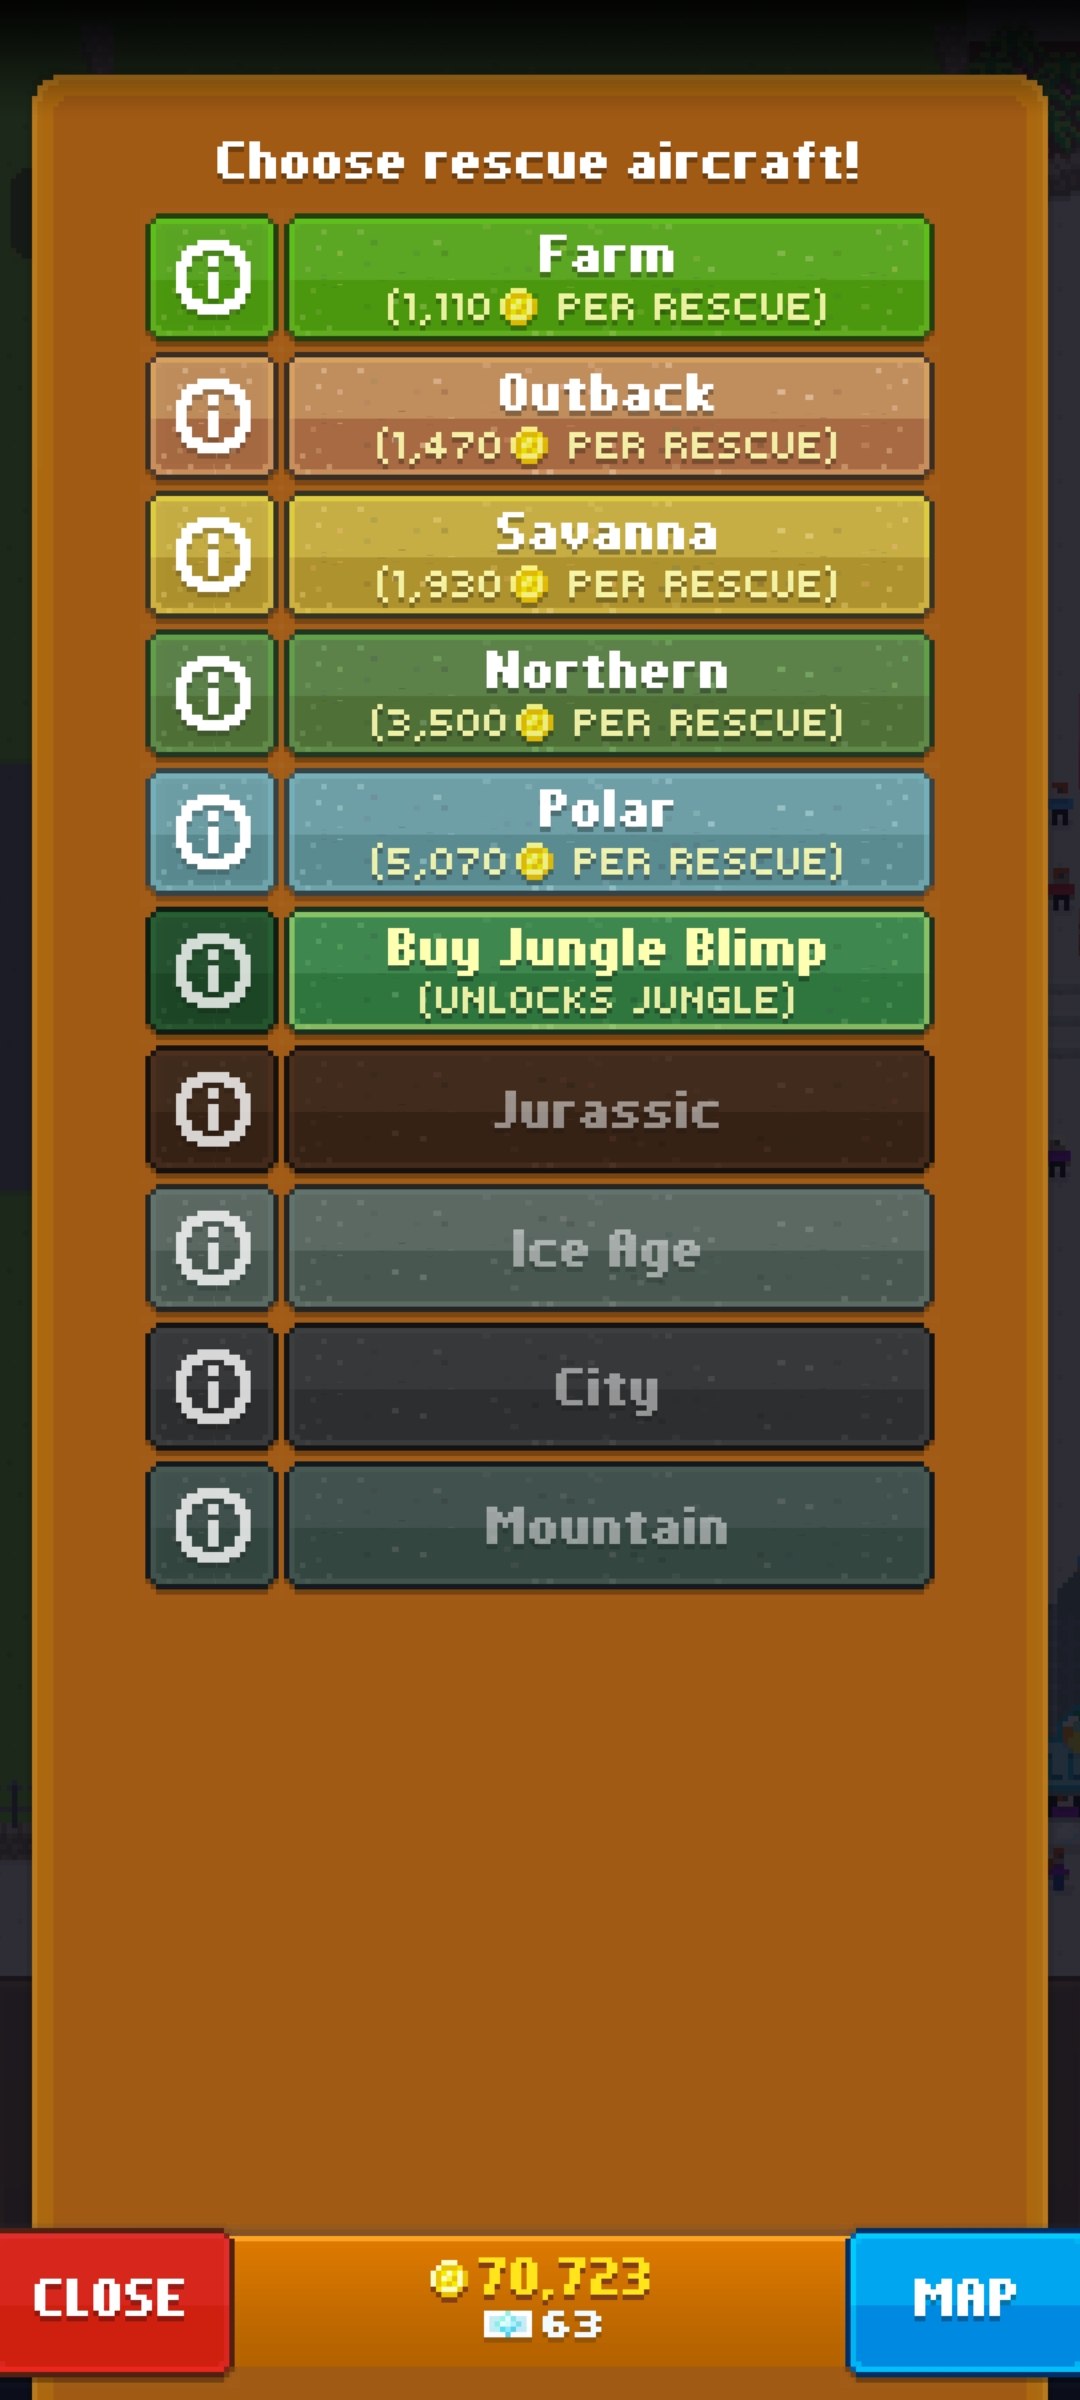 Choose rescue aircraft!
Farm
(1,110 PER RESCUE)
Outback
(1,470 PER RESCUE)
Savanna
(1,930 PER RESCUE)
Northern
(3,500 PER RESCUE)
Polar
(5,070 PER RESCUE)
Buy Jungle Blimp
(UNLOCKS JUNGLE)
Jurassic
Ice Age
City
Mountain
CLOSE
70,723
63
MAP